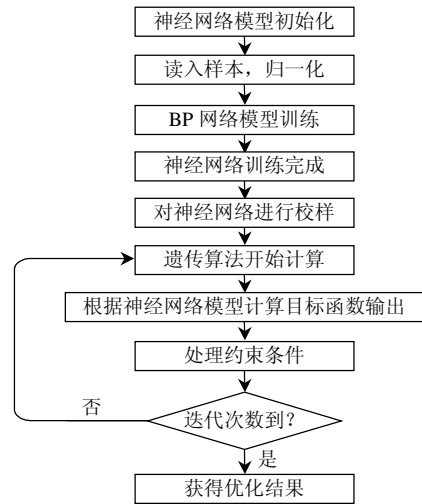 神经网络模型初始化
读入样本，归一化
BP 网络模型训练
神经网络训练完成
对神经网络进行校样
遗传算法开始计算
根据神经网络模型计算目标函数输出
处理约束条件
迭代次数到？
否
是
获得优化结果